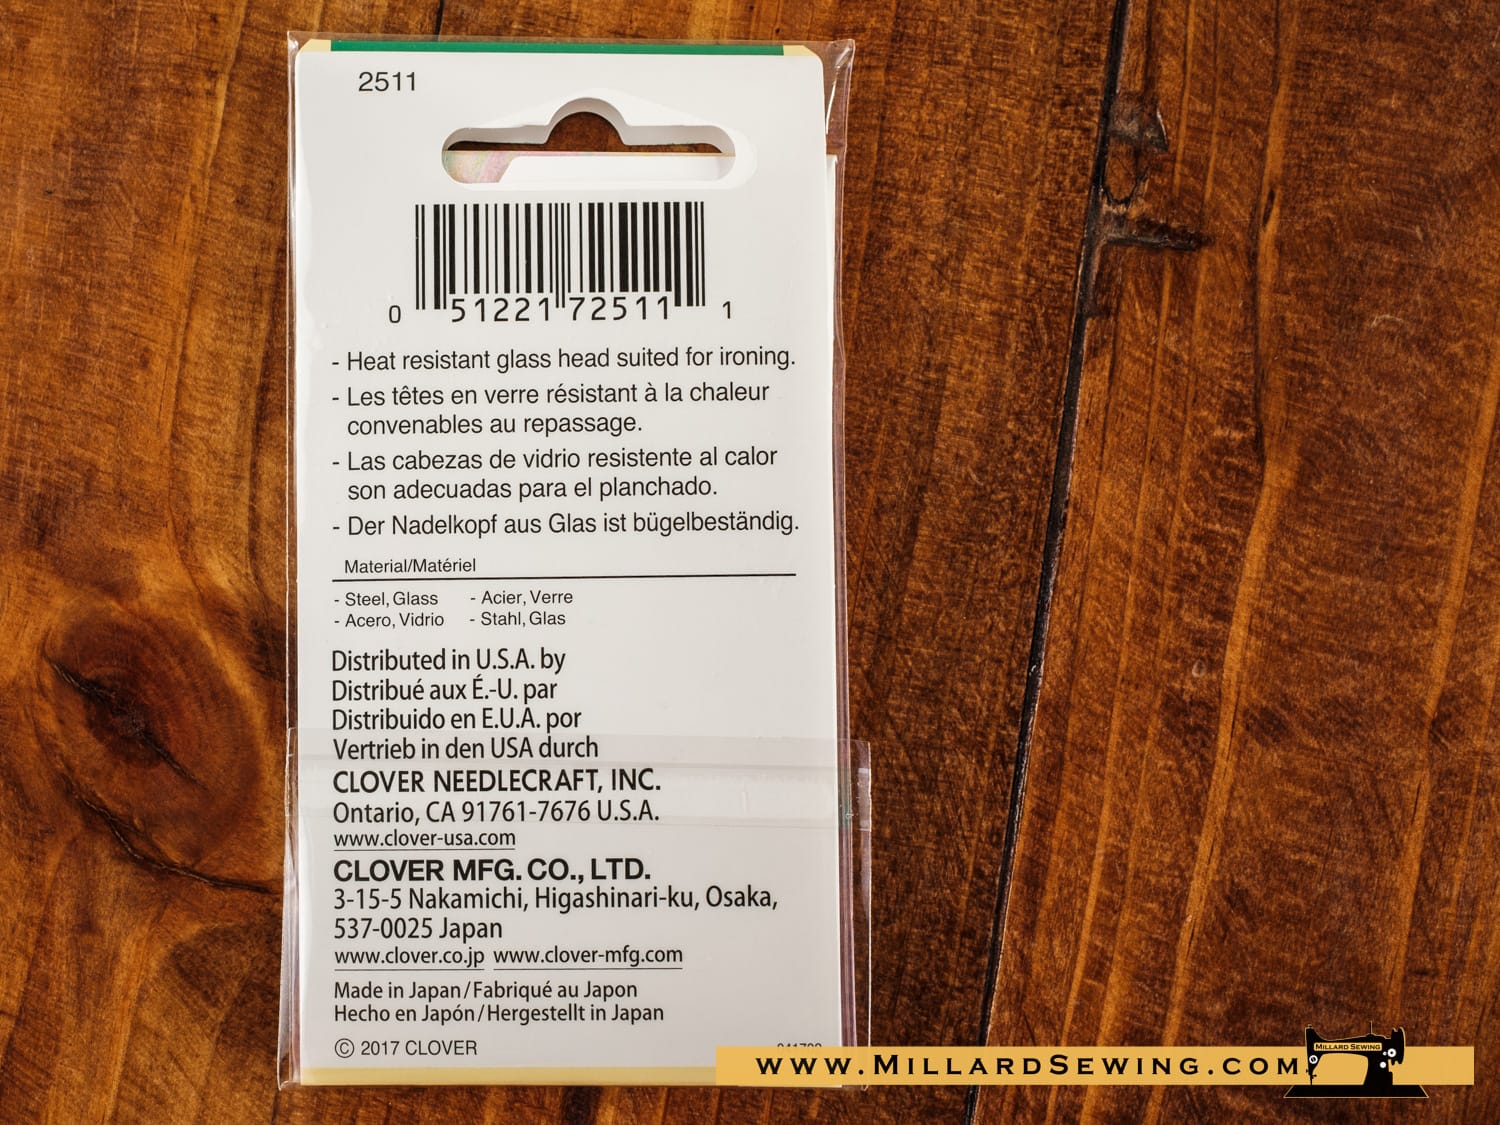 2511
0 51221 72511 1
- Heat resistant glass head suited for ironing.
- Les têtes en verre résistant à la chaleur
convenables au repassage.
- Las cabezas de vidrio resistente al calor
son adecuadas para el planchado.
- Der Nadelkopf aus Glas ist bügelbeständig.
Material/Matériel
- Steel, Glass - Acier, Verre
- Acero, Vidrio - Stahl, Glas
Distributed in U.S.A. by
Distribué aux É.-U. par
Distribuido en E.U.A. por
Vertrieb in den USA durch
CLOVER NEEDLECRAFT, INC.
Ontario, CA 91761-7676 U.S.A.
www.clover-usa.com
CLOVER MFG. CO., LTD.
3-15-5 Nakamichi, Higashinari-ku, Osaka,
537-0025 Japan
www.clover.co.jp www.clover-mfg.com
Made in Japan/Fabriqué au Japon
Hecho en Japón/Hergestellt in Japan
© 2017 CLOVER
www.MillardSewing.com
Millard Sewing